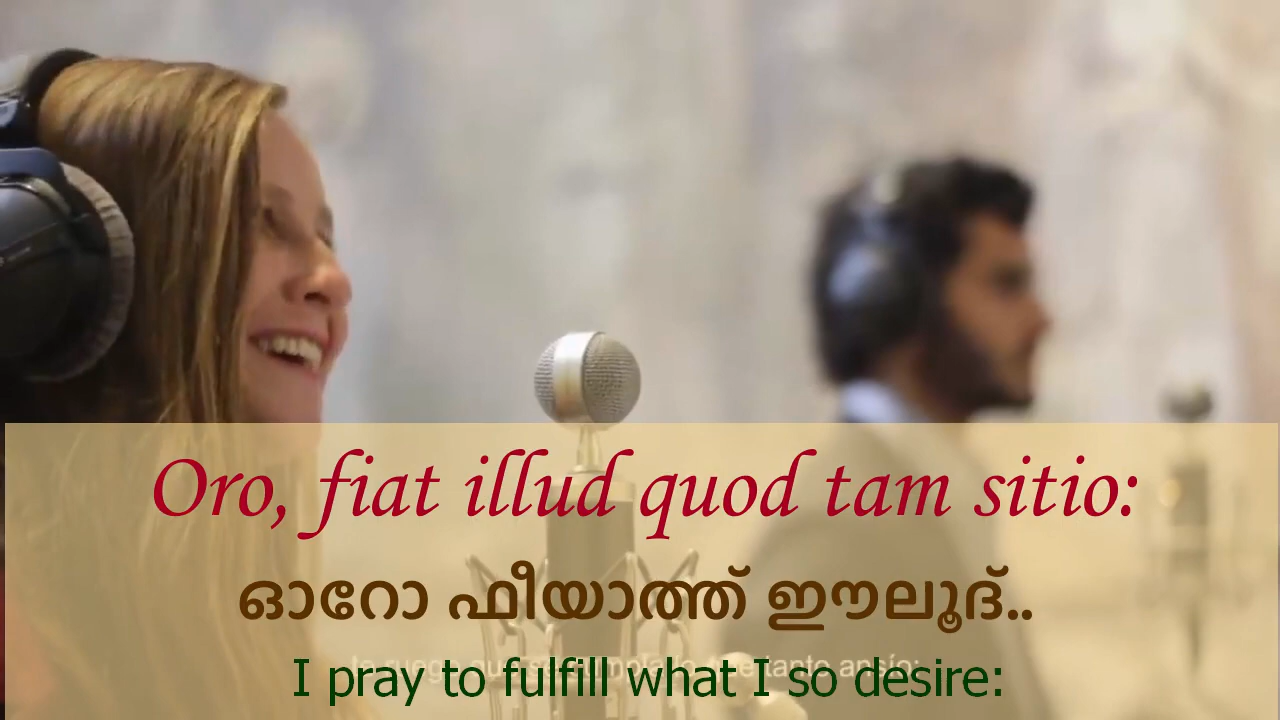 Oro, fiat illud quod tam sitio:
ഓറോ ഫീയാത്ത് ഈലൂദ്..
I pray to fulfill what I so desire: